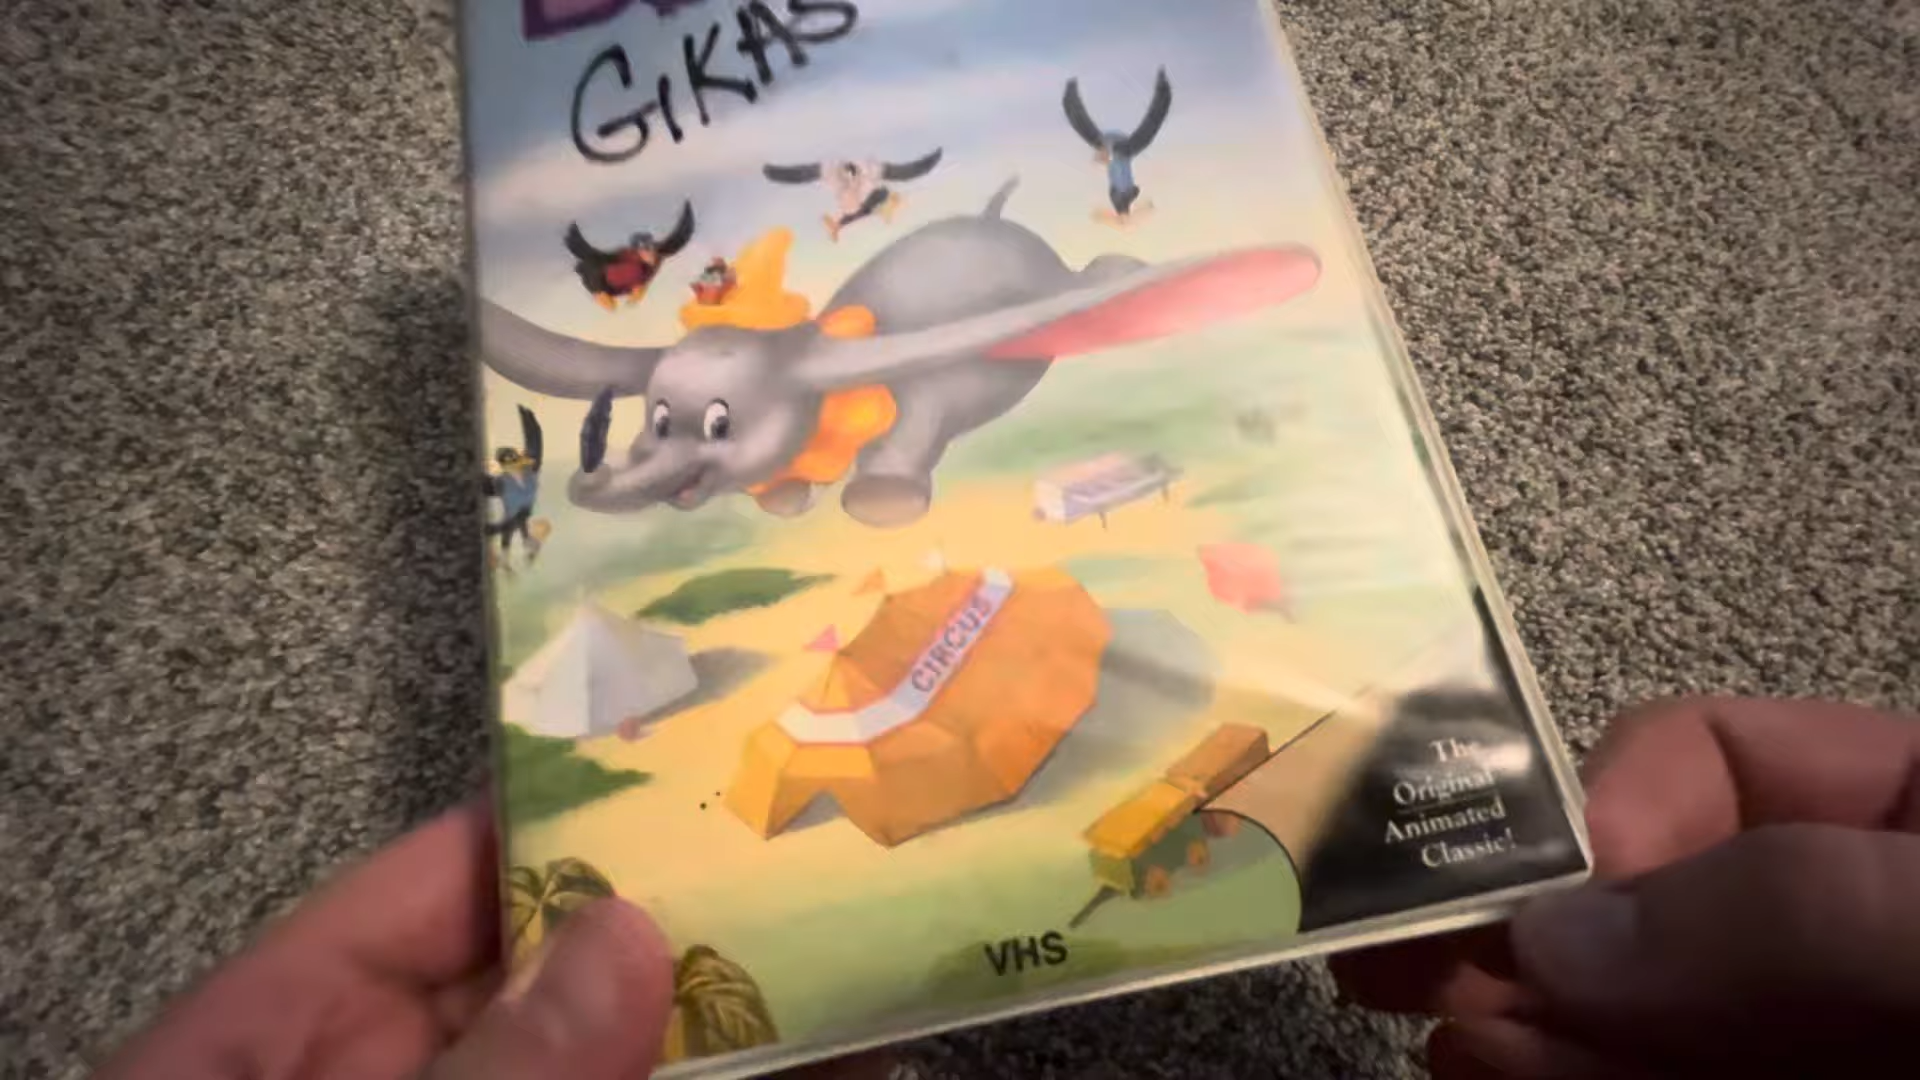 GIKAS
CIRCUS
The
Original
Animated
Classic!
VHS